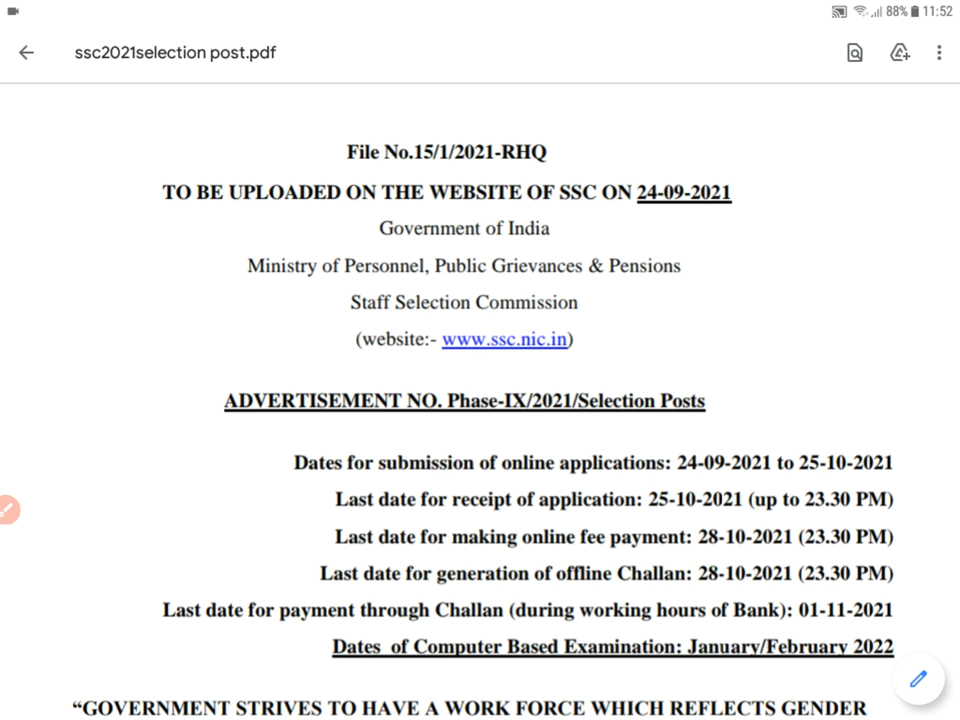 88% 11:52
ssc2021selection post.pdf
File No.15/1/2021-RHQ
TO BE UPLOADED ON THE WEBSITE OF SSC ON 24-09-2021
Government of India
Ministry of Personnel, Public Grievances & Pensions
Staff Selection Commission
(website:- www.ssc.nic.in)
ADVERTISEMENT NO. Phase-IX/2021/Selection Posts
Dates for submission of online applications: 24-09-2021 to 25-10-2021
Last date for receipt of application: 25-10-2021 (up to 23.30 PM)
Last date for making online fee payment: 28-10-2021 (23.30 PM)
Last date for generation of offline Challan: 28-10-2021 (23.30 PM)
Last date for payment through Challan (during working hours of Bank): 01-11-2021
Dates of Computer Based Examination: January/February 2022
“GOVERNMENT STRIVES TO HAVE A WORK FORCE WHICH REFLECTS GENDER